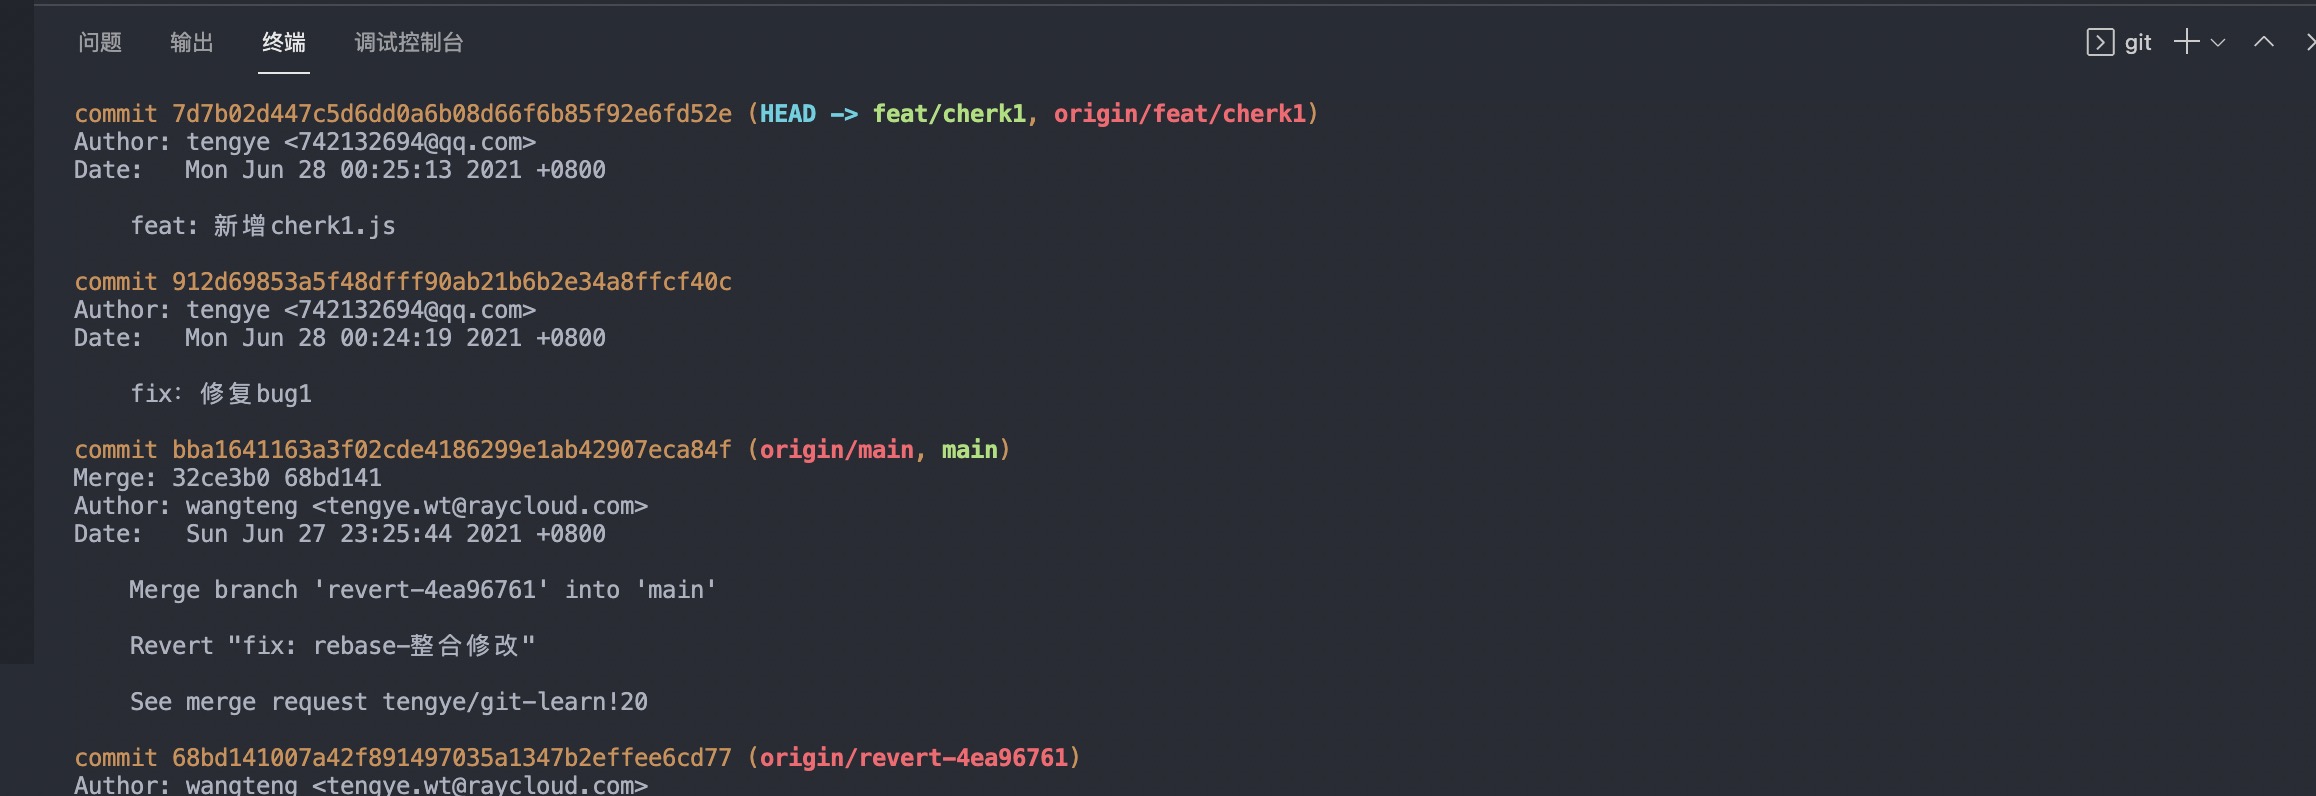 问题 输出 终端 调试控制台 git
commit 7d7b02d447c5d6dd0a6b08d66f6b85f92e6fd52e (HEAD -> feat/cherk1, origin/feat/cherk1)
Author: tengye <742132694@qq.com>
Date:   Mon Jun 28 00:25:13 2021 +0800
feat: 新增cherk1.js
commit 912d69853a5f48dfff90ab21b6b2e34a8ffcf40c
Author: tengye <742132694@qq.com>
Date:   Mon Jun 28 00:24:19 2021 +0800
fix: 修复bug1
commit bba1641163a3f02cde4186299e1ab42907eca84f (origin/main, main)
Merge: 32ce3b0 68bd141
Author: wangteng <tengye.wt@raycloud.com>
Date:   Sun Jun 27 23:25:44 2021 +0800
Merge branch 'revert-4ea96761' into 'main'
Revert "fix: rebase-整合修改"
See merge request tengye/git-learn!20
commit 68bd141007a42f891497035a1347b2effee6cd77 (origin/revert-4ea96761)
Author: wangteng <tengye.wt@raycloud.com>